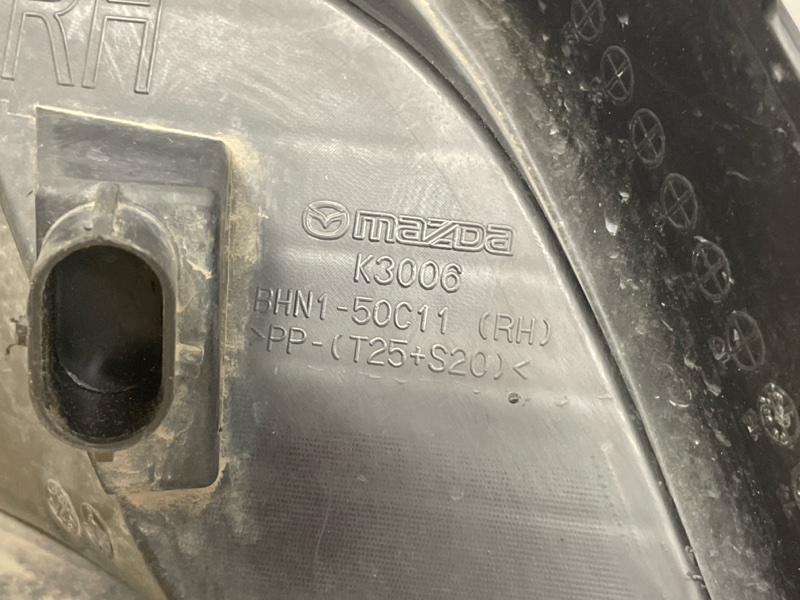 RH
mazda
K3006
BHN1-50C11 (RH)
>PP-(T25+S20)<